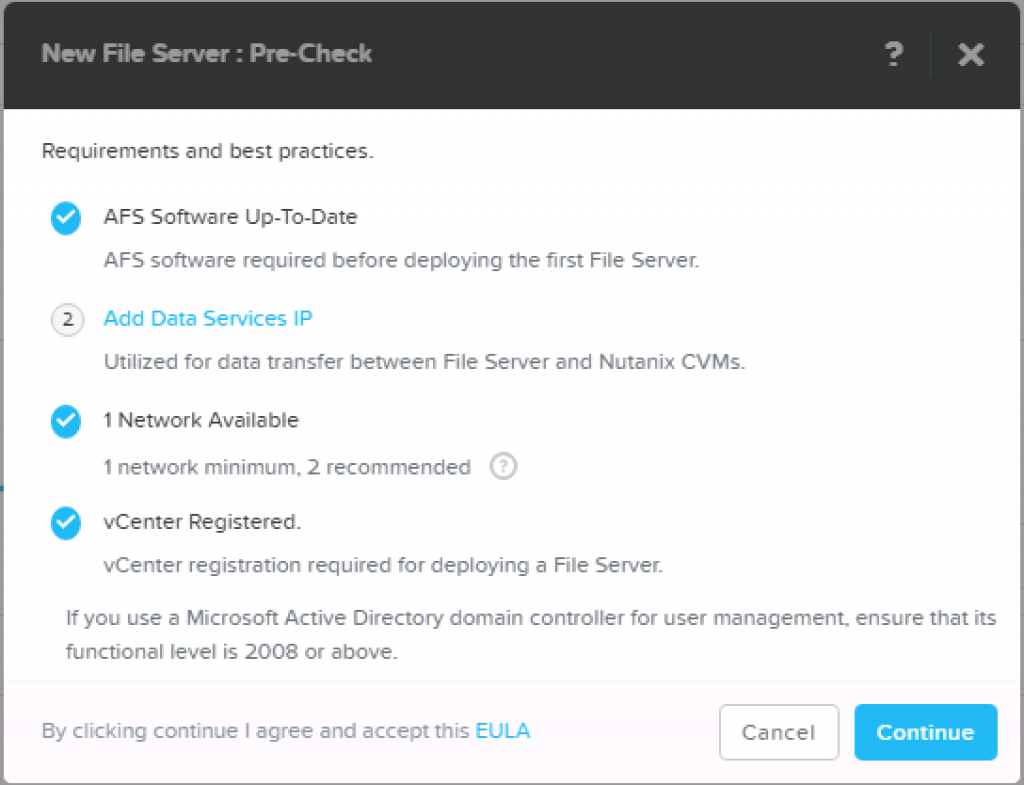 New File Server : Pre-Check
?
Requirements and best practices.
AFS Software Up-To-Date
AFS software required before deploying the first File Server.
2 Add Data Services IP
Utilized for data transfer between File Server and Nutanix CVMs.
1 Network Available
1 network minimum, 2 recommended ?
vCenter Registered.
vCenter registration required for deploying a File Server.
If you use a Microsoft Active Directory domain controller for user management, ensure that its
functional level is 2008 or above.
By clicking continue I agree and accept this EULA
Cancel
Continue